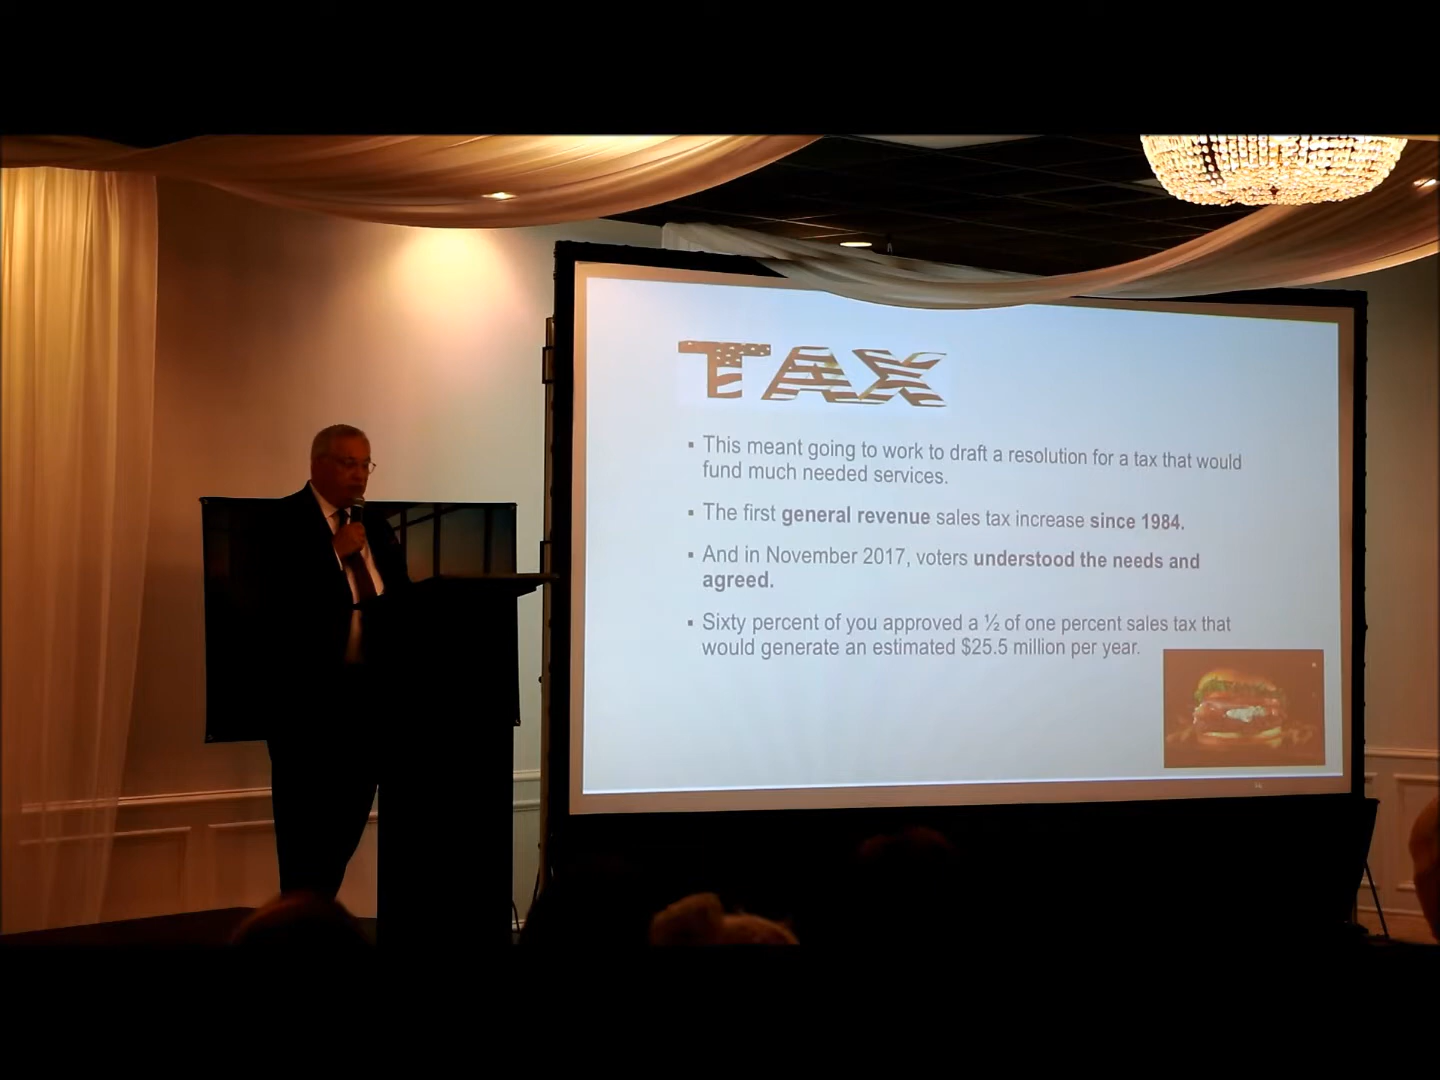 TAX
▪ This meant going to work to draft a resolution for a tax that would
fund much needed services.
▪ The first general revenue sales tax increase since 1984.
▪ And in November 2017, voters understood the needs and
agreed.
▪ Sixty percent of you approved a ½ of one percent sales tax that
would generate an estimated $25.5 million per year.